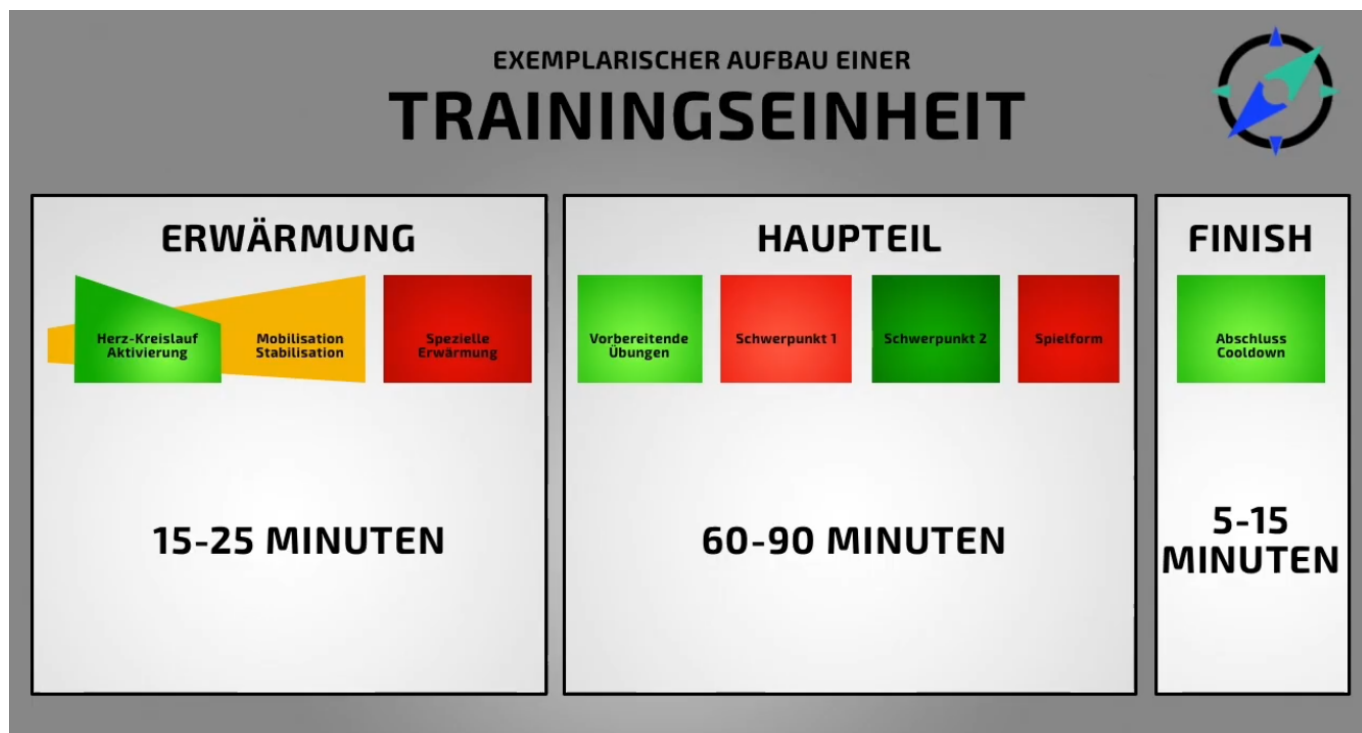 EXEMPLARISCHER AUFBAU EINER
TRAININGSEINHEIT
ERWÄRMUNG
Herz-Kreislauf
Aktivierung
Mobilisation
Stabilisation
Spezielle
Erwärmung
15-25 MINUTEN
HAUPTEIL
Vorbereitende
Übungen
Schwerpunkt 1
Schwerpunkt 2
Spielform
60-90 MINUTEN
FINISH
Abschluss
Cooldown
5-15
MINUTEN